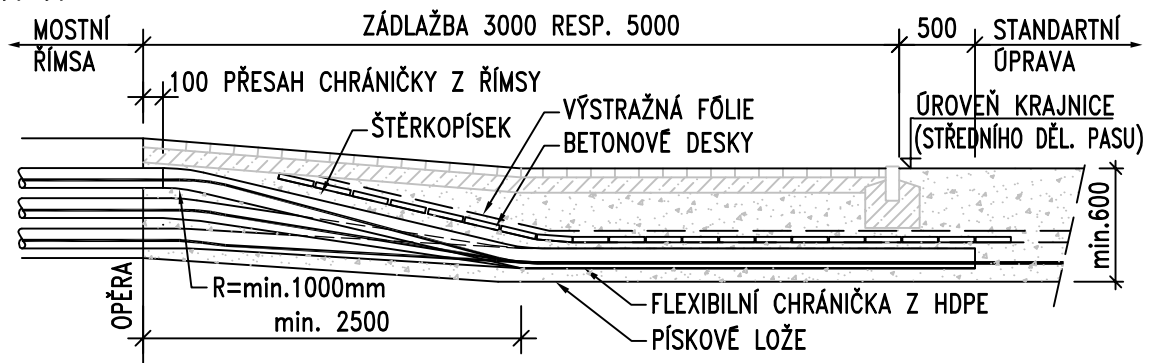 MOSTNÍ
ŘÍMSA
ZÁDLAŽBA 3000 RESP. 5000
500
STANDARTNÍ
ÚPRAVA
100 PŘESAH CHRÁNIČKY Z ŘÍMSY
ŠTĚRKOPÍSEK
VÝSTRAŽNÁ FÓLIE
BETONOVÉ DESKY
ÚROVEŇ KRAJNICE
(STŘEDNÍHO DĚL. PASU)
min.600
OPĚRA
R=min.1000mm
min. 2500
FLEXIBILNÍ CHRÁNIČKA Z HDPE
PÍSKOVÉ LOŽE